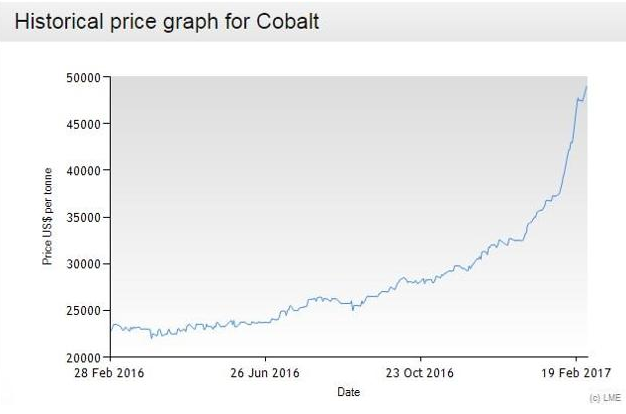 Historical price graph for Cobalt
Price US$ per tonne
50000
45000
40000
35000
30000
25000
20000
28 Feb 2016
26 Jun 2016
23 Oct 2016
19 Feb 2017
Date
(c) LME